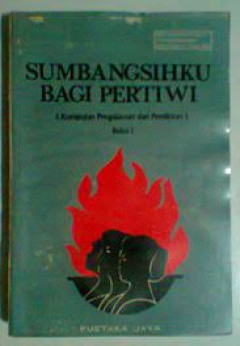 SUMBANGSIHKU
BAGI PERTIWI
( Kumpulan Pengalaman dan Pemikiran )
Buku I
PUSTAKA JAYA